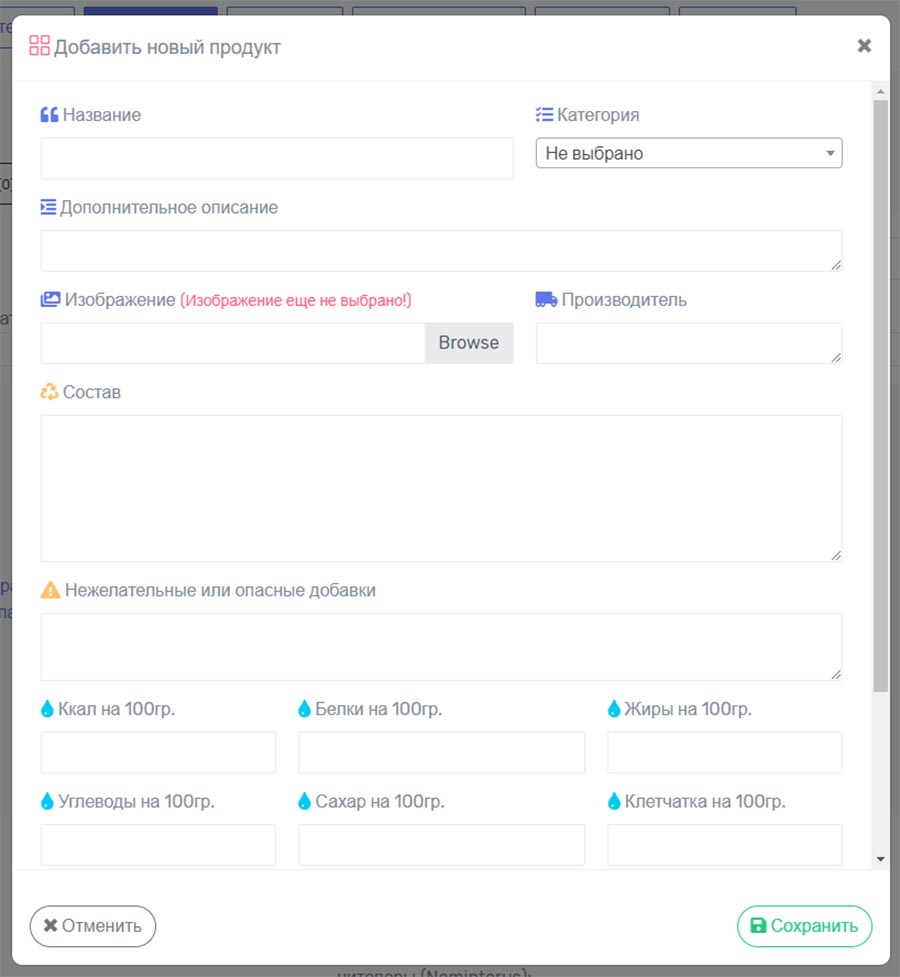 Добавить новый продукт
Название
Категория
Не выбрано
Дополнительное описание
Изображение (Изображение еще не выбрано!)
Производитель
Browse
Состав
Нежелательные или опасные добавки
Ккал на 100гр.
Белки на 100гр.
Жиры на 100гр.
Углеводы на 100гр.
Сахар на 100гр.
Клетчатка на 100гр.
Отменить
Сохранить